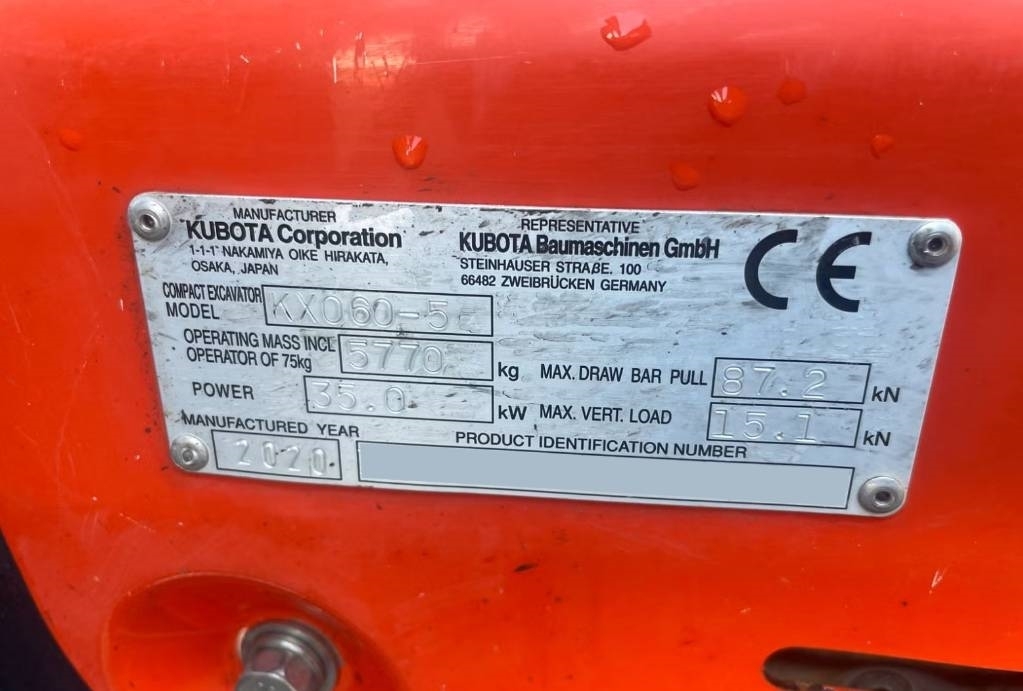 MANUFACTURER
KUBOTA Corporation
1-1-1 NAKAMIYA OIKE HIRAKATA,
OSAKA, JAPAN
REPRESENTATIVE
KUBOTA Baumaschinen GmbH
STEINHAUSER STRAßE. 100
66482 ZWEIBRÜCKEN GERMANY
CE
COMPACT EXCAVATOR
MODEL KX060-5
OPERATING MASS INCL
OPERATOR OF 75kg 5770 kg
POWER 35.0 kW
MAX. DRAW BAR PULL 87.2 kN
MAX. VERT. LOAD 15.1 kN
MANUFACTURED YEAR
2020
PRODUCT IDENTIFICATION NUMBER